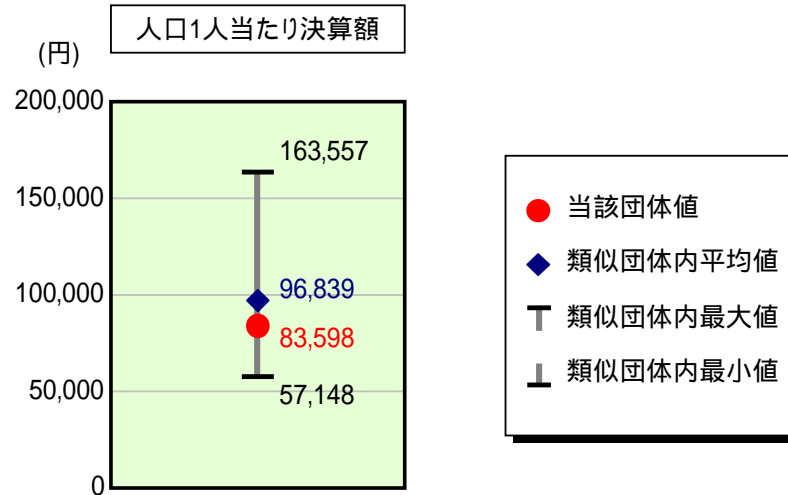 人口1人当たり決算額
(円)
200,000
163,557
150,000
100,000
96,839
83,598
57,148
50,000
0
当該団体値
類似団体内平均値
類似団体内最大値
類似団体内最小値